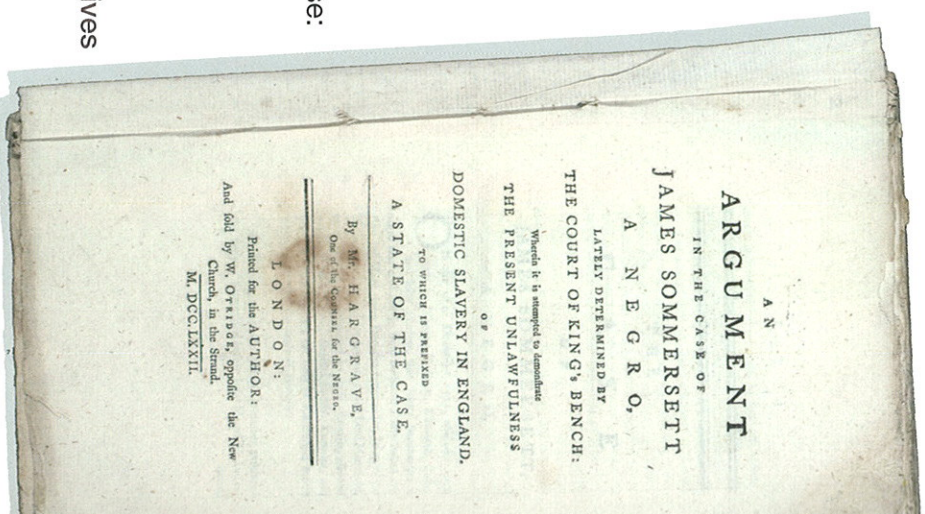 se:
ives
AN
ARGUMENT
IN THE CASE OF
JAMES SOMMERSETT
A NEGRO,
LATELY DETERMINED BY
THE COURT OF KING's BENCH:
Wherein it is attempted to demonſtrate
THE PRESENT UNLAWFULNESS
OF
DOMESTIC SLAVERY IN ENGLAND.
TO WHICH IS PREFIXED
A STATE OF THE CASE.
By Mr. HARGRAVE,
One of the COUNSEL for the NEGRO.
LONDON:
Printed for the AUTHOR:
And ſold by W. OTRIDGE, oppoſite the New
Church, in the Strand.
M.DCC.LXXII.